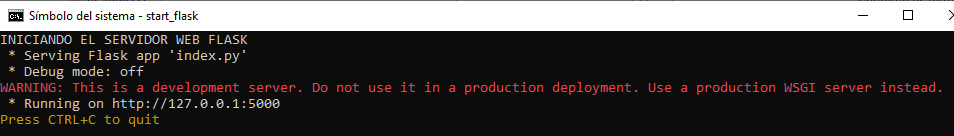 Símbolo del sistema - start_flask
INICIANDO EL SERVIDOR WEB FLASK
 * Serving Flask app 'index.py'
 * Debug mode: off
WARNING: This is a development server. Do not use it in a production deployment. Use a production WSGI server instead.
 * Running on http://127.0.0.1:5000
Press CTRL+C to quit